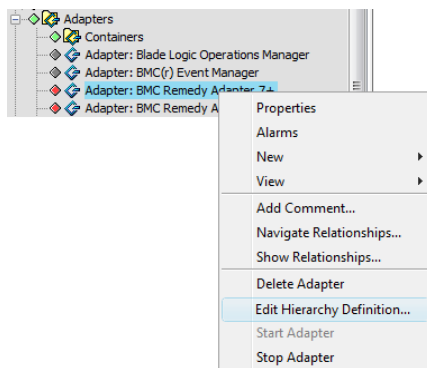 Adapters
Containers
Adapter: Blade Logic Operations Manager
Adapter: BMC(r) Event Manager
Adapter: BMC Remedy Adapter 7+
Adapter: BMC Remedy A
Properties
Alarms
New
View
Add Comment...
Navigate Relationships...
Show Relationships...
Delete Adapter
Edit Hierarchy Definition...
Start Adapter
Stop Adapter